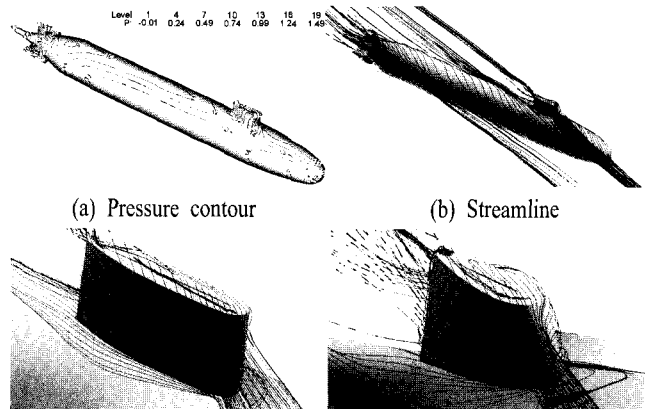 Level 1 4 7 10 13 16 19
P -0.01 0.24 0.49 0.74 0.99 1.24 1.49
(a) Pressure contour
(b) Streamline